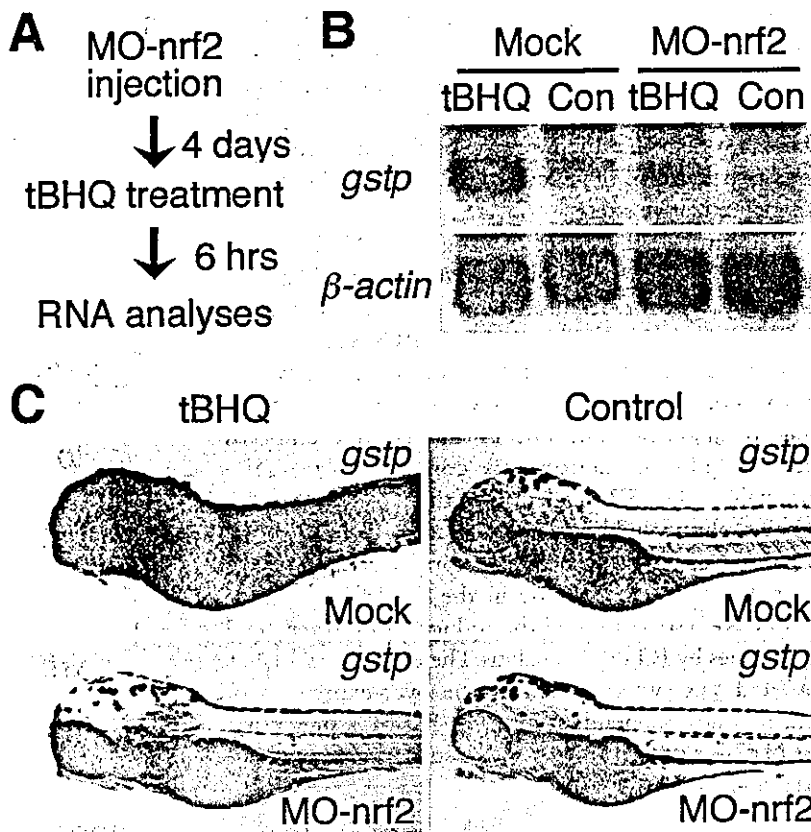 A
MO-nrf2
injection
4 days
tBHQ treatment
6 hrs
RNA analyses
B
Mock MO-nrf2
tBHQ Con tBHQ Con
gstp
β-actin
C
tBHQ Control
gstp
Mock
gstp
Mock
gstp
MO-nrf2
gstp
MO-nrf2